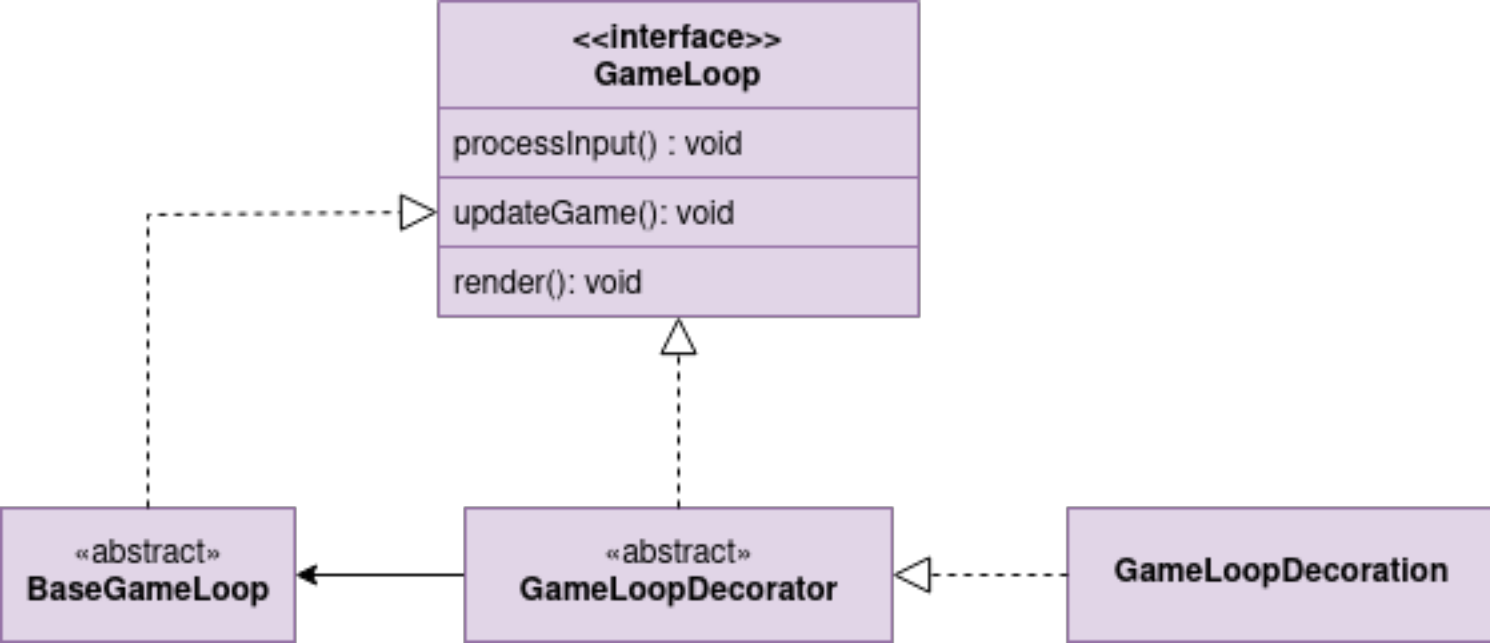 <<interface>>
GameLoop
processInput() : void
updateGame(): void
render(): void
«abstract»
BaseGameLoop
«abstract»
GameLoopDecorator
GameLoopDecoration